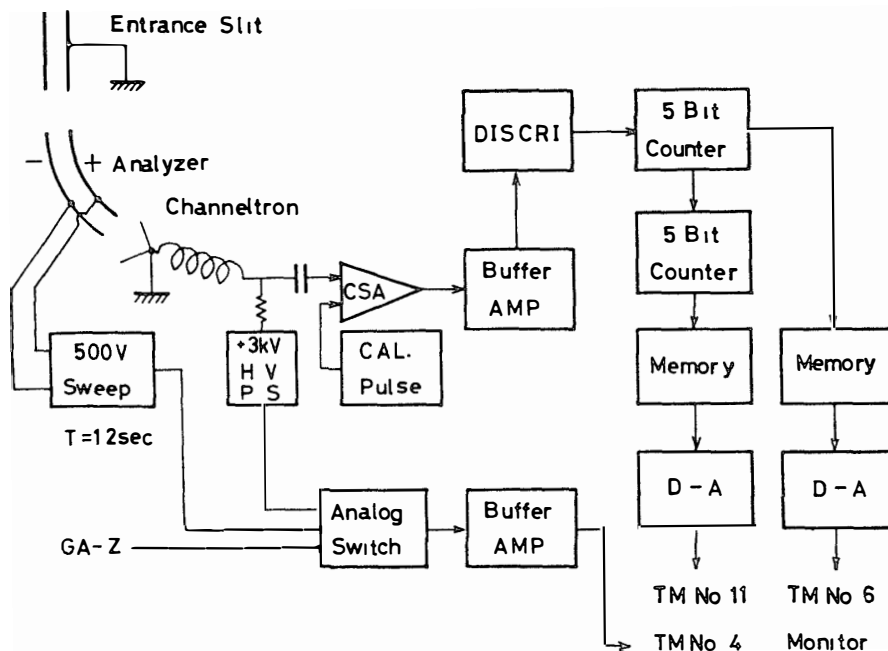 Entrance Slit
- + Analyzer
Channeltron
DISCRI
5 Bit
Counter
5 Bit
Counter
CSA
Buffer
AMP
500V
Sweep
T=12sec
+3kV
H V
P S
CAL.
Pulse
Memory
Memory
D-A
D-A
GA-Z
Analog
Switch
Buffer
AMP
TM No 11
TM No 6
TM No 4
Monitor